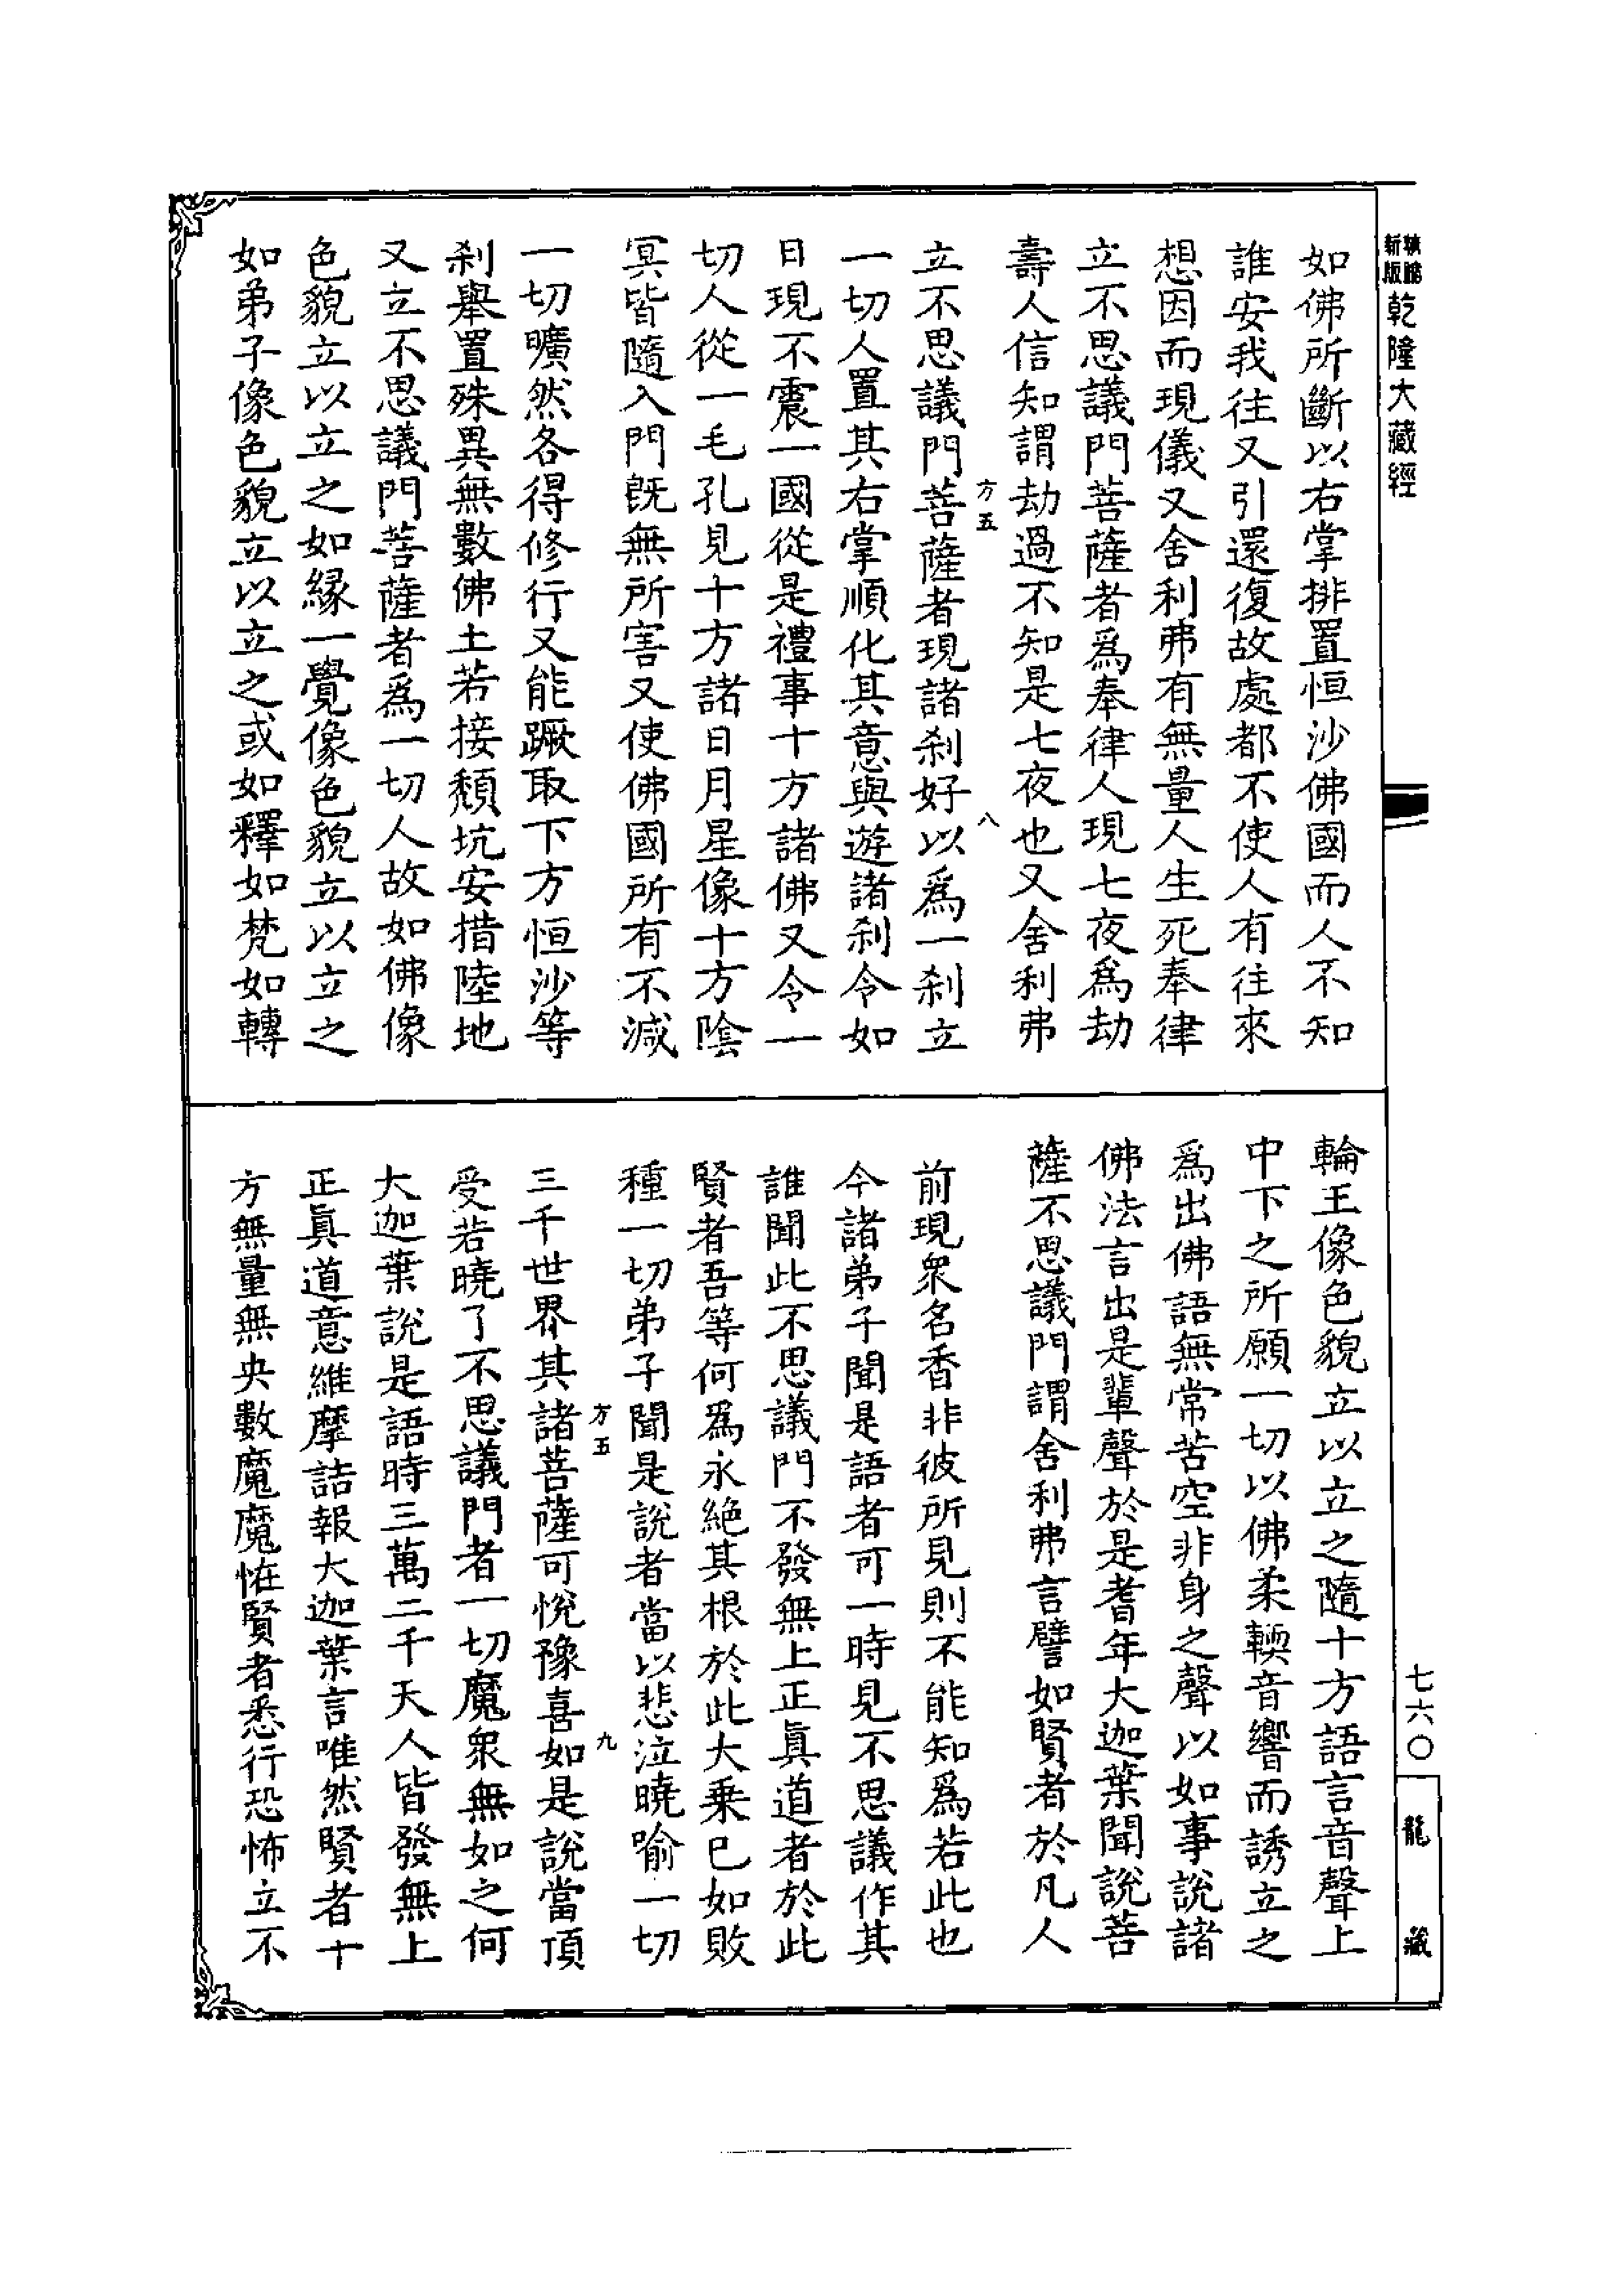 新版
乾隆大藏經
如佛所斷以右掌排置恒沙佛國而人不知
誰安我往又引還復故處都不使人有往來
想因而現儀又舍利弗有無量人生死奉律
立不思議門菩薩者爲奉律人現七夜爲劫
壽人信知謂劫過不知是七夜也又舍利弗
方五 八
立不思議門菩薩者現諸刹好以爲一刹立
一切人置其右掌順化其意與遊諸刹令如
日現不震一國從是禮事十方諸佛又令一
切人從一毛孔見十方諸日月星像十方陰
冥皆隨入門旣無所害又使佛國所有不減
一切曠然各得修行又能蹶取下方恒沙等
刹舉置殊異無數佛土若接頹坑安措陸地
又立不思議門菩薩者爲一切人故如佛像
色貌立以立之如緣一覺像色貌立以立之
如弟子像色貌立以立之或如釋如梵如轉
輪王像色貌立以立之隨十方語言音聲上
中下之所願一切以佛柔輭音響而誘立之
爲出佛語無常苦空非身之聲以如事說諸
佛法言出是輩聲於是耆年大迦葉聞說菩
薩不思議門謂舍利弗言譬如賢者於凡人
前現衆名香非彼所見則不能知爲若此也
今諸弟子聞是語者可一時見不思議作其
誰聞此不思議門不發無上正眞道者於此
賢者吾等何爲永絕其根於此大乗已如敗
種一切弟子聞是說者當以悲泣曉喻一切
方五 九
三千世界其諸菩薩可悅豫喜如是說當頂
受若曉了不思議門者一切魔衆無如之何
大迦葉說是語時三萬二千天人皆發無上
正眞道意維摩詰報大迦葉言唯然賢者十
方無量無央數魔魔恠賢者悉行恐怖立不
七六〇
龍藏